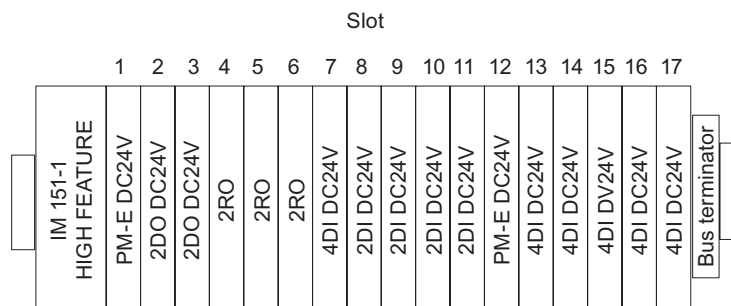 Slot
1 2 3 4 5 6 7 8 9 10 11 12 13 14 15 16 17
IM 151-1
HIGH FEATURE
PM-E DC24V
2DO DC24V
2DO DC24V
2RO
2RO
2RO
4DI DC24V
2DI DC24V
2DI DC24V
2DI DC24V
2DI DC24V
PM-E DC24V
4DI DC24V
4DI DC24V
4DI DV24V
4DI DC24V
4DI DC24V
Bus terminator